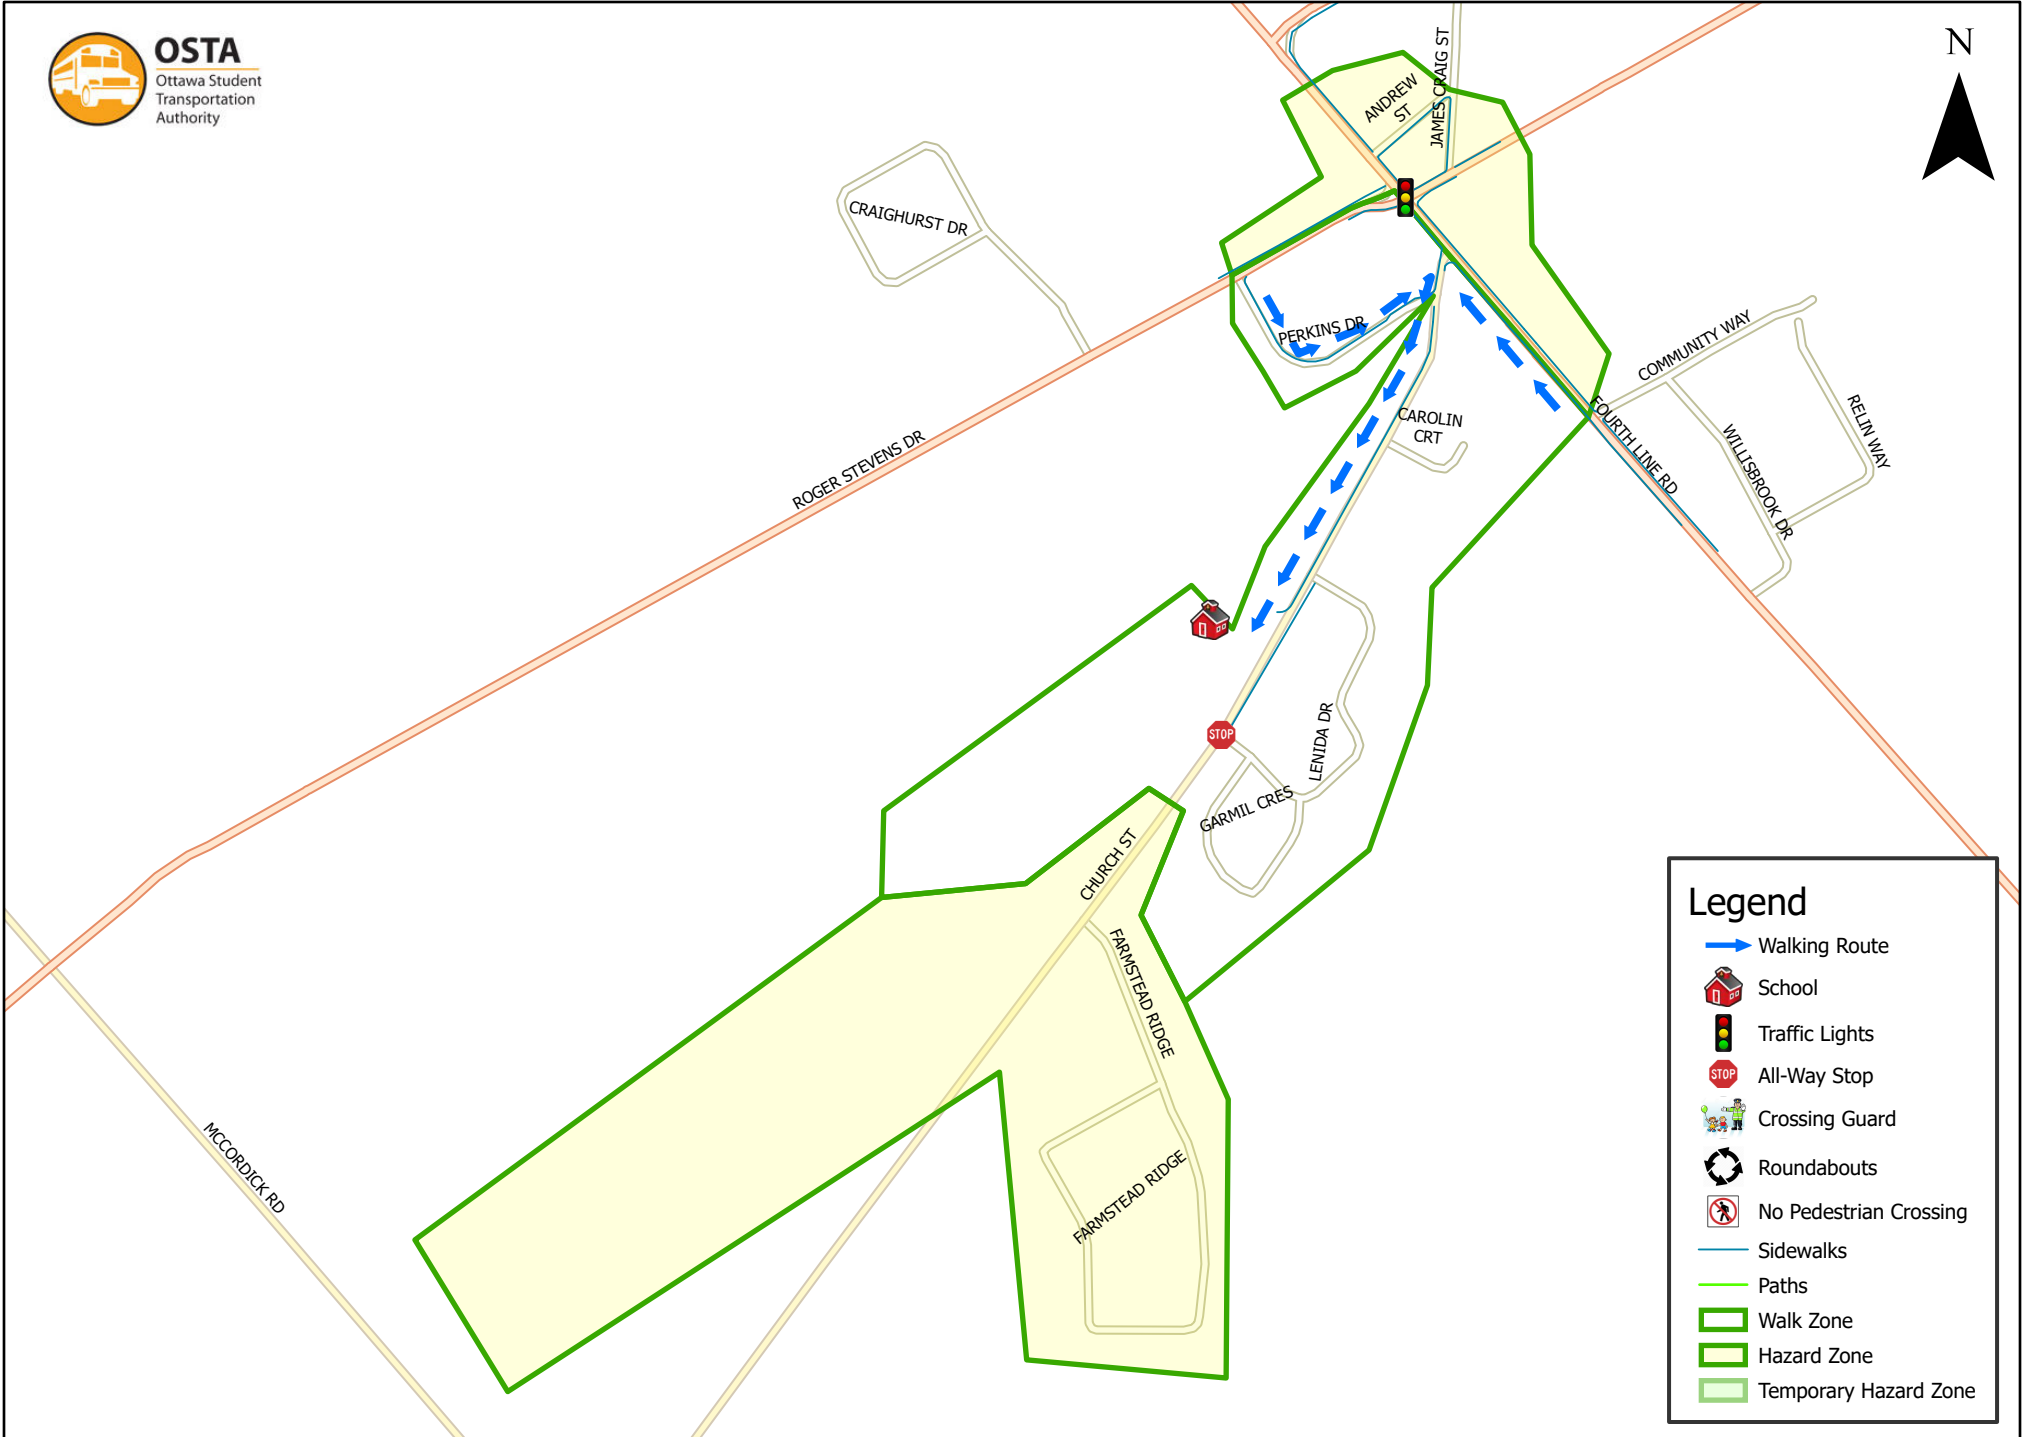 OSTA
Ottawa Student
Transportation
Authority
N
ANDREW
ST
JAMES CRAIG ST
CRAIGHURST DR
PERKINS DR
COMMUNITY WAY
RELIN WAY
WILLISBROOK DR
FOURTH LINE RD
CAROLIN
CRT
ROGER STEVENS DR
STOP
LENIDA DR
GARMIL CRES
CHURCH ST
FARMSTEAD RIDGE
FARMSTEAD RIDGE
MCCORDICK RD
Legend
Walking Route
School
Traffic Lights
STOP
All-Way Stop
Crossing Guard
Roundabouts
No Pedestrian Crossing
Sidewalks
Paths
Walk Zone
Hazard Zone
Temporary Hazard Zone